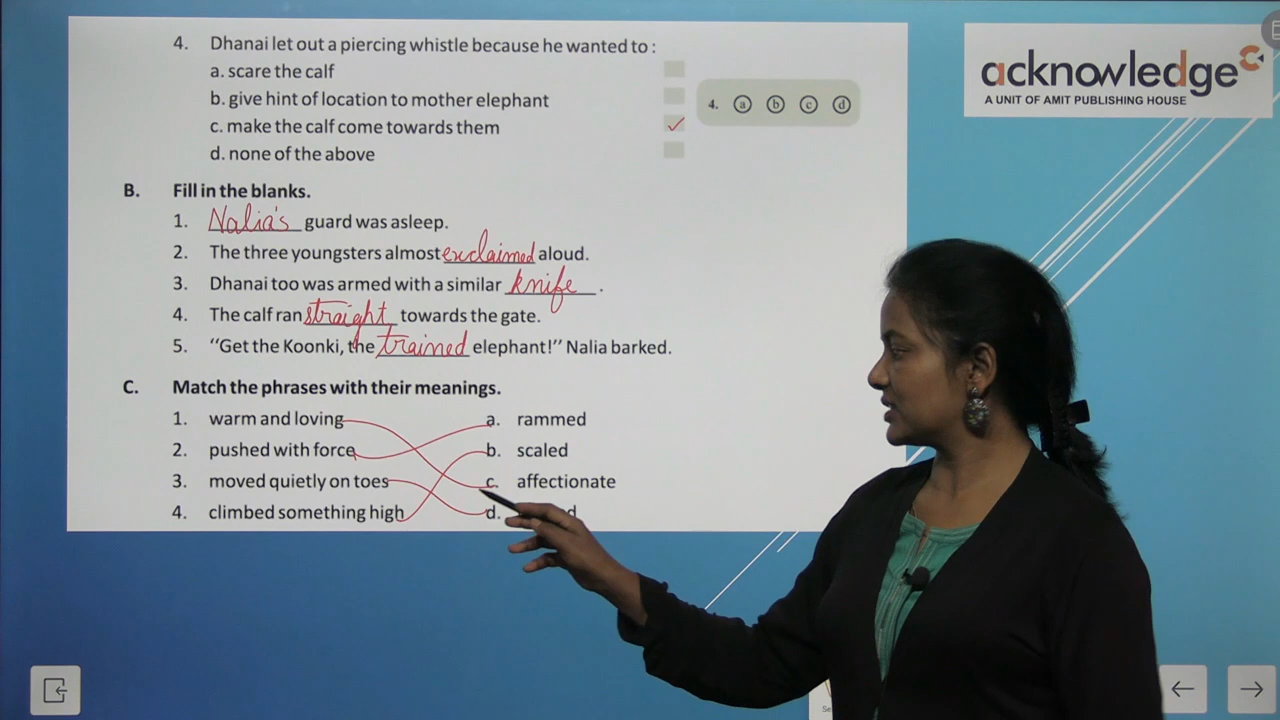 4. Dhanai let out a piercing whistle because he wanted to :
a. scare the calf
b. give hint of location to mother elephant
c. make the calf come towards them
d. none of the above
4. a b c d
acknowledge
A UNIT OF AMIT PUBLISHING HOUSE
B. Fill in the blanks.
1. Nalia's guard was asleep.
2. The three youngsters almost exclaimed aloud.
3. Dhanai too was armed with a similar knife .
4. The calf ran straight towards the gate.
5. "Get the Koonki, the trained elephant!" Nalia barked.
C. Match the phrases with their meanings.
1. warm and loving a. rammed
2. pushed with force b. scaled
3. moved quietly on toes c. affectionate
4. climbed something high d.